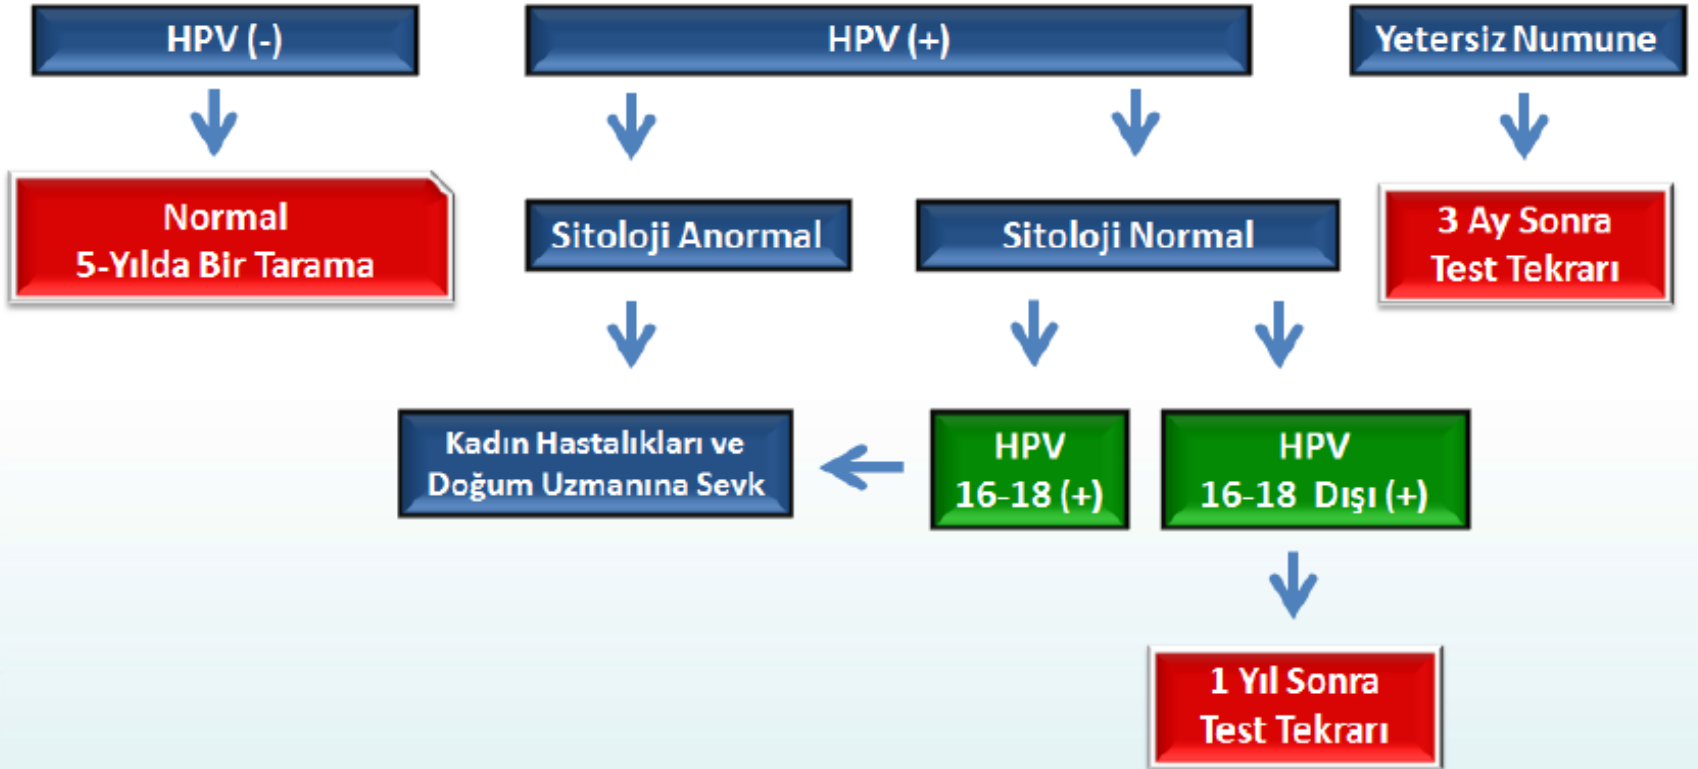 HPV (-)
HPV (+)
Yetersiz Numune
Normal
5-Yılda Bir Tarama
Sitoloji Anormal
Sitoloji Normal
3 Ay Sonra
Test Tekrarı
Kadın Hastalıkları ve
Doğum Uzmanına Sevk
HPV
16-18 (+)
HPV
16-18 Dışı (+)
1 Yıl Sonra
Test Tekrarı